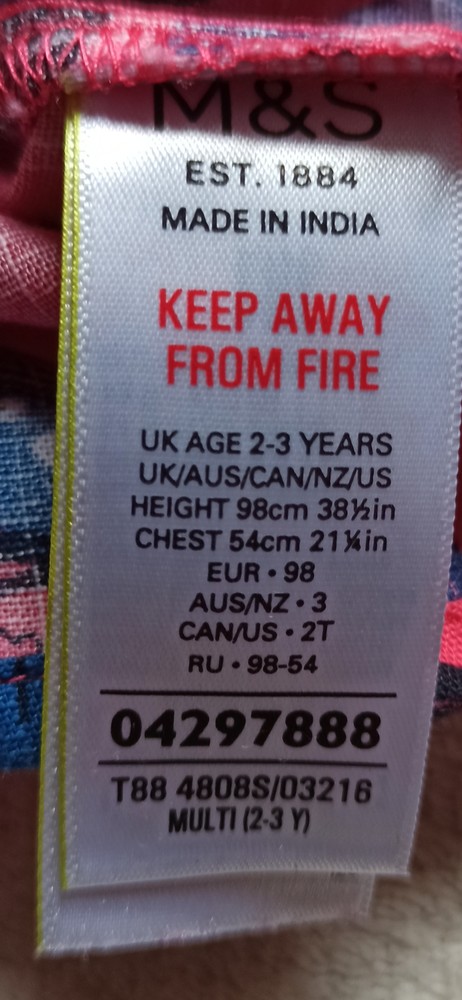 M&S
EST. 1884
MADE IN INDIA
KEEP AWAY
FROM FIRE
UK AGE 2-3 YEARS
UK/AUS/CAN/NZ/US
HEIGHT 98cm 38½in
CHEST 54cm 21¼in
EUR • 98
AUS/NZ • 3
CAN/US • 2T
RU • 98-54
04297888
T88 4808S/03216
MULTI (2-3 Y)